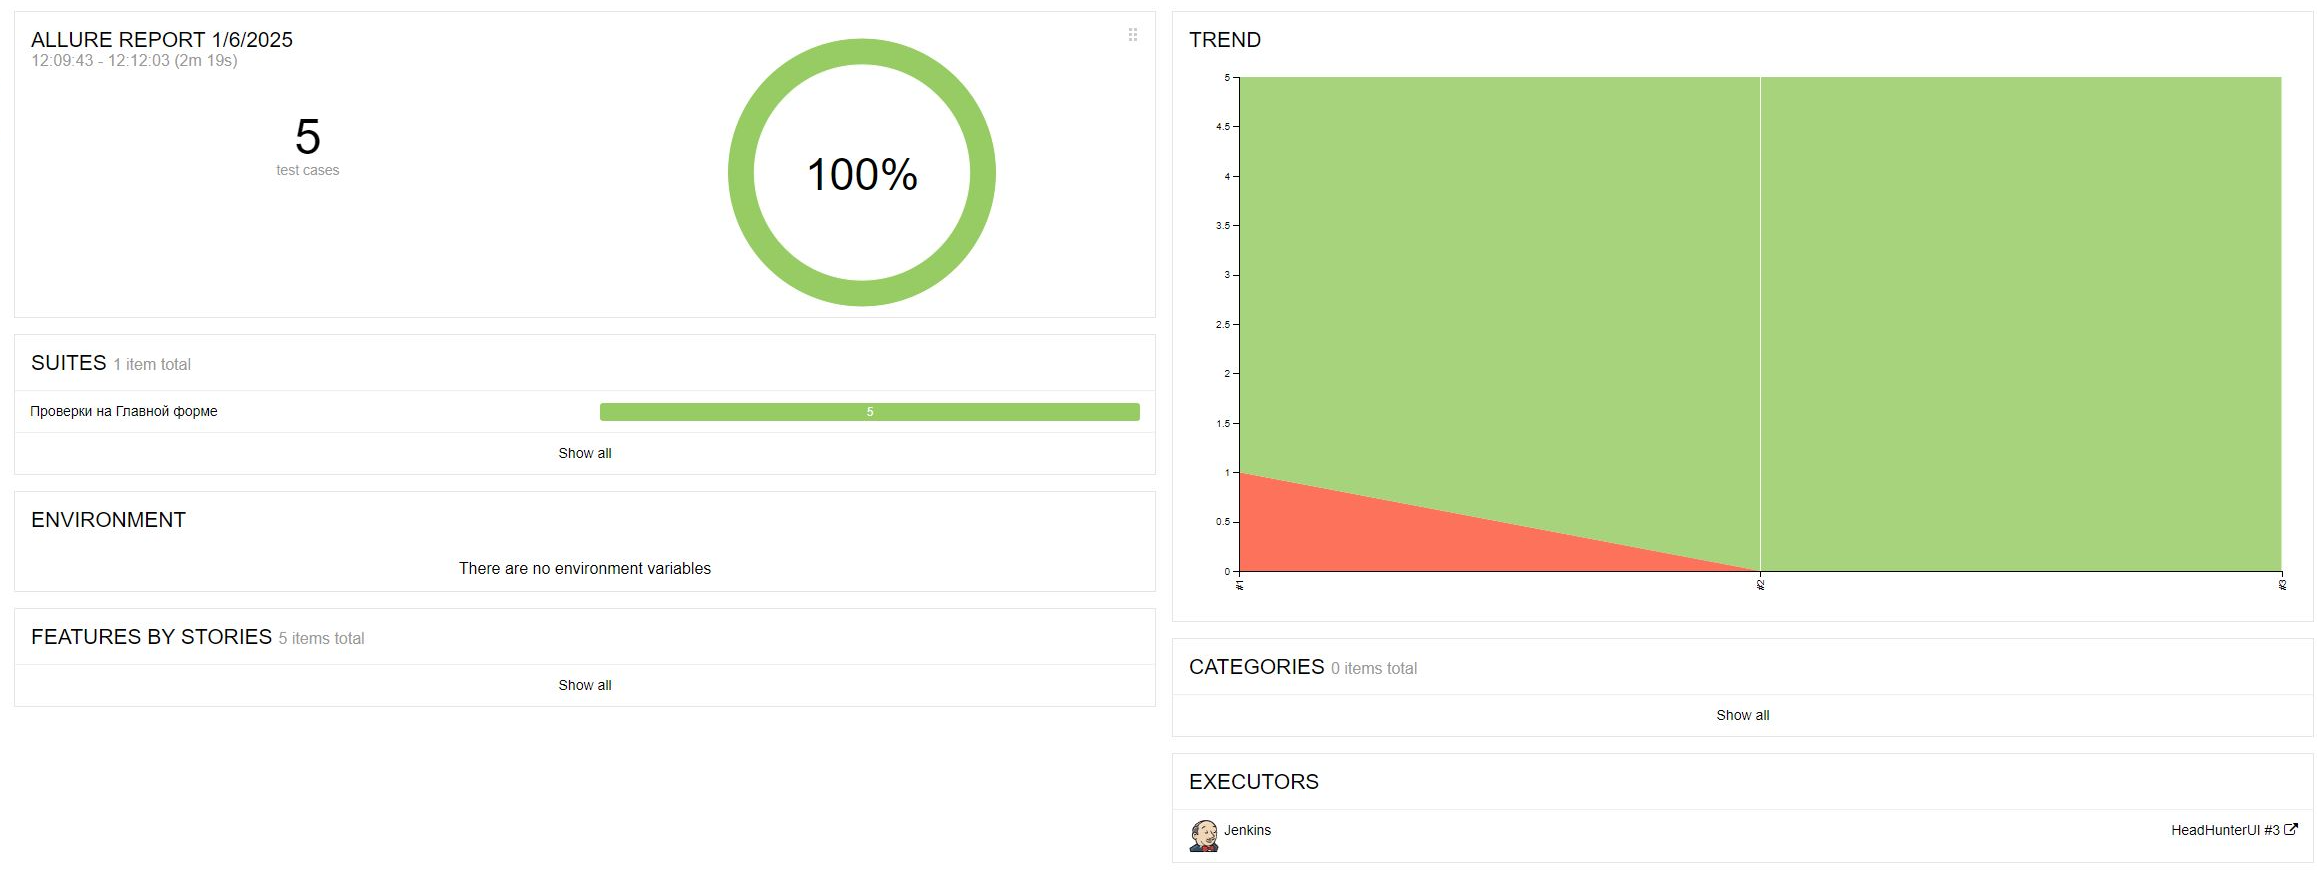 ALLURE REPORT 1/6/2025
12:09:43 - 12:12:03 (2m 19s)
5
test cases
100%
SUITES 1 item total
Проверки на Главной форме 5
Show all
ENVIRONMENT
There are no environment variables
FEATURES BY STORIES 5 items total
Show all
TREND
5
4.5
4
3.5
3
2.5
2
1.5
1
0.5
0
#1 #2 #3
CATEGORIES 0 items total
Show all
EXECUTORS
Jenkins HeadHunterUI #3